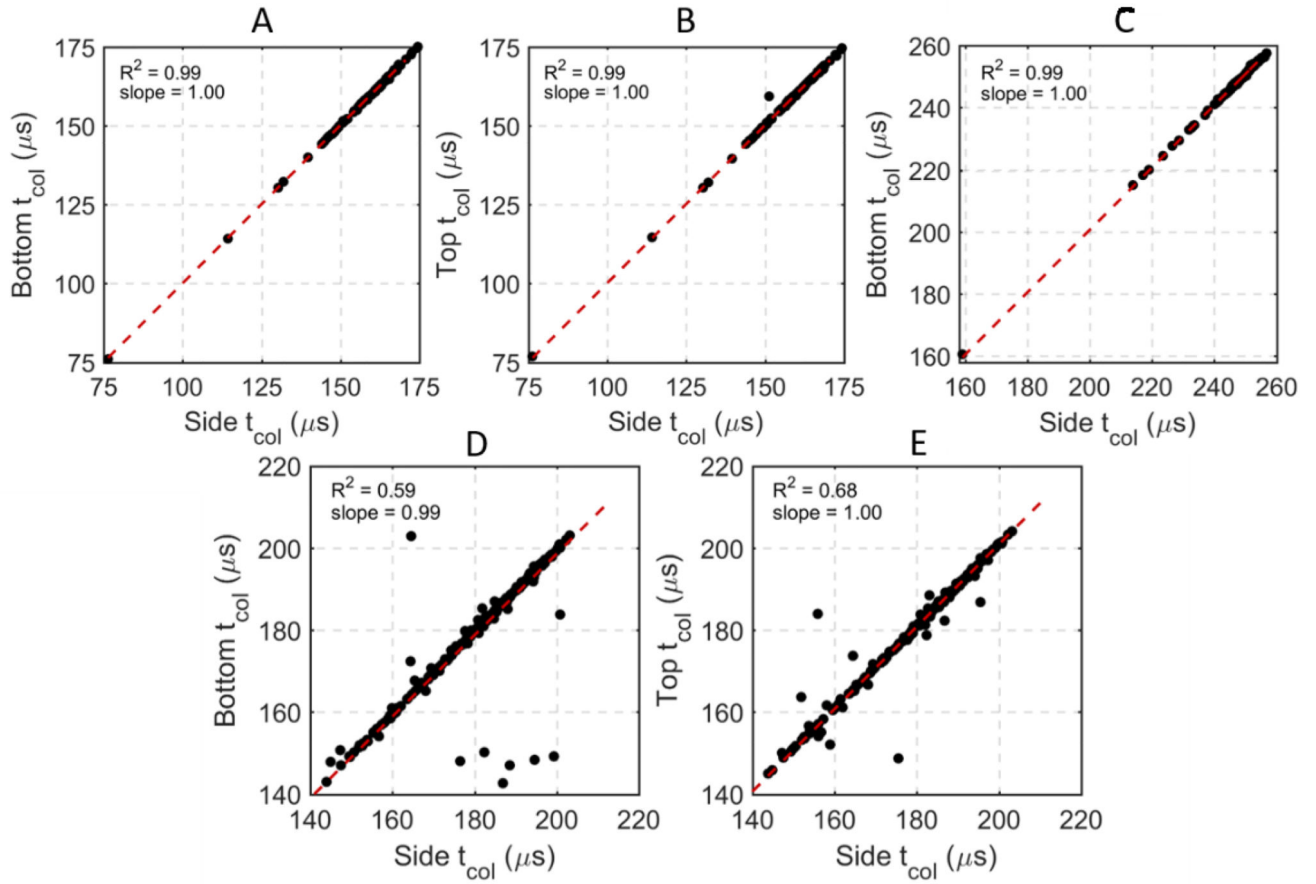 A
175
150
125
100
75
Bottom t_col (μs)
R² = 0.99
slope = 1.00
75 100 125 150 175
Side t_col (μs)
B
175
150
125
100
75
Top t_col (μs)
R² = 0.99
slope = 1.00
75 100 125 150 175
Side t_col (μs)
C
260
240
220
200
180
160
Bottom t_col (μs)
R² = 0.99
slope = 1.00
160 180 200 220 240 260
Side t_col (μs)
D
220
200
180
160
140
Bottom t_col (μs)
R² = 0.59
slope = 0.99
140 160 180 200 220
Side t_col (μs)
E
220
200
180
160
140
Top t_col (μs)
R² = 0.68
slope = 1.00
140 160 180 200 220
Side t_col (μs)